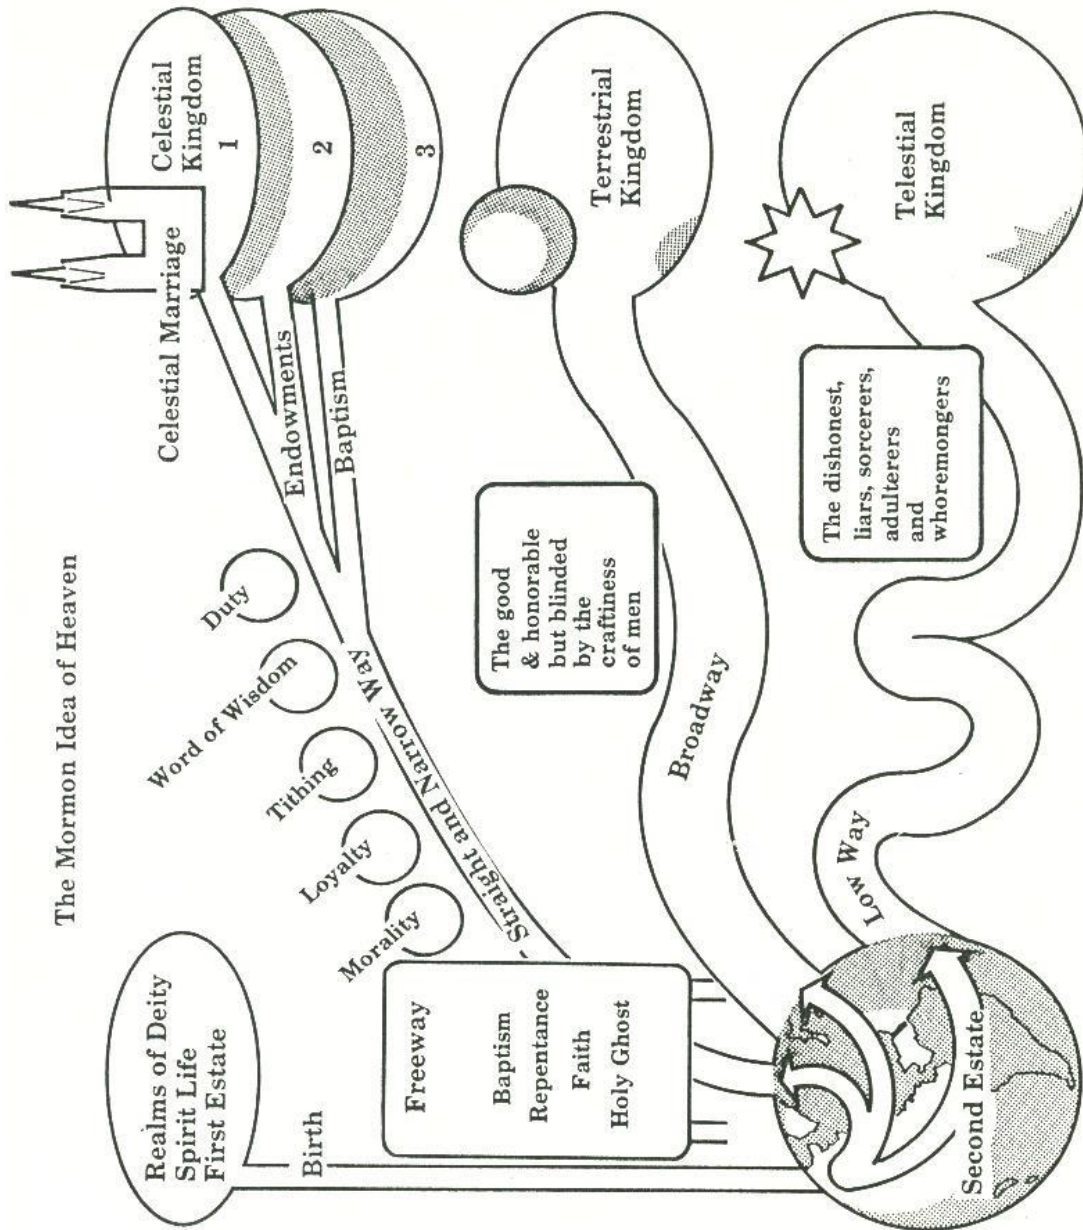 The Mormon Idea of Heaven
Realms of Deity
Spirit Life
First Estate
Birth
Freeway
Baptism
Repentance
Faith
Holy Ghost
Second Estate
Morality
Loyalty
Tithing
Word of Wisdom
Duty
Straight and Narrow Way
Celestial Marriage
Endowments
Baptism
Celestial
Kingdom
1
2
3
Broadway
The good
& honorable
but blinded
by the
craftiness
of men
Terrestrial
Kingdom
Low Way
The dishonest,
liars, sorcerers,
adulterers
and
whoremongers
Telestial
Kingdom